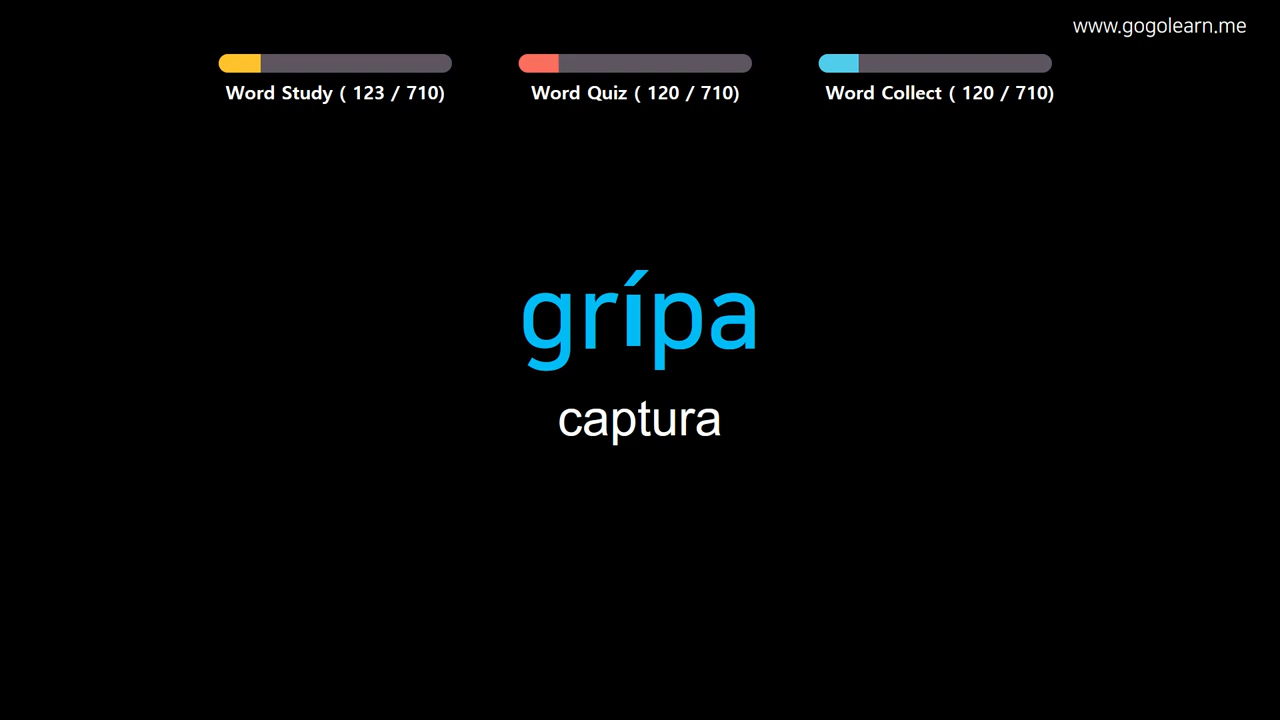 www.gogolearn.me
Word Study ( 123 / 710)
Word Quiz ( 120 / 710)
Word Collect ( 120 / 710)
grípa
captura